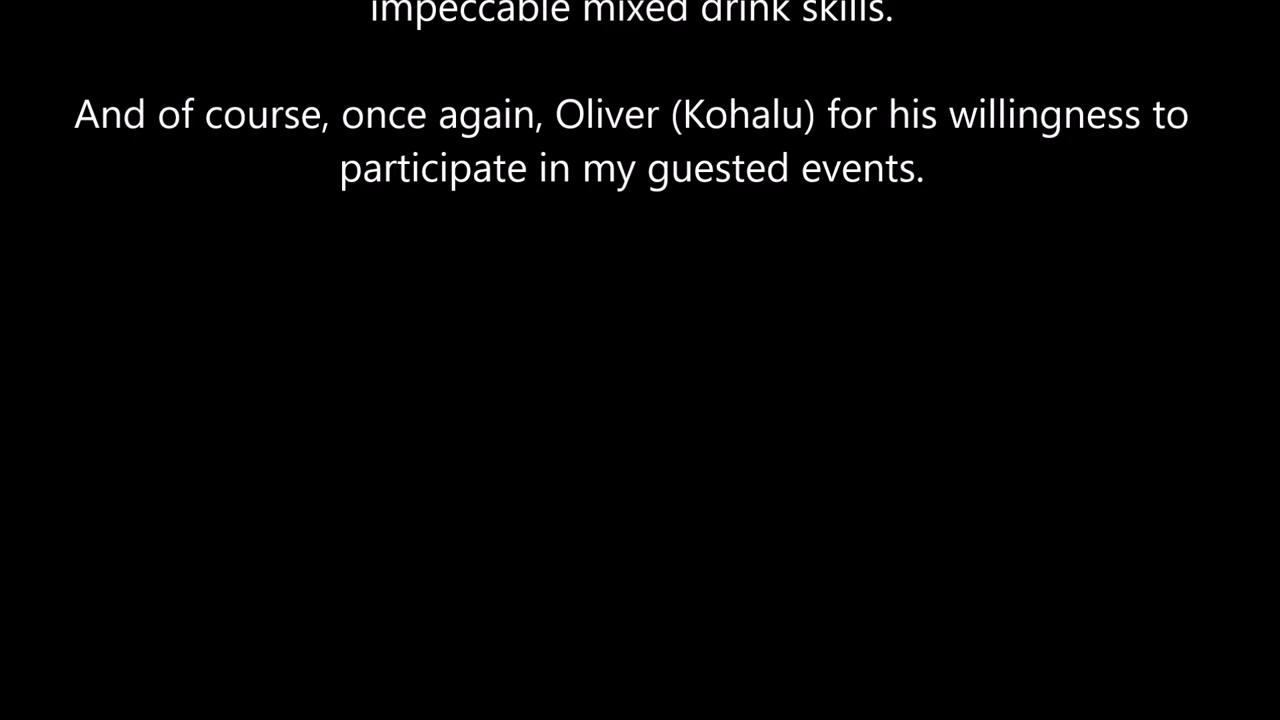 impeccable mixed drink skills.
And of course, once again, Oliver (Kohalu) for his willingness to
participate in my guested events.